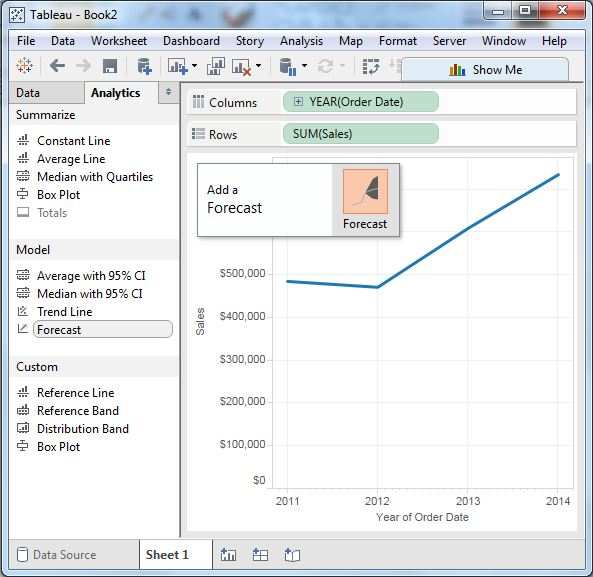 Tableau - Book2
File Data Worksheet Dashboard Story Analysis Map Format Server Window Help
Show Me
Data Analytics
Summarize
Constant Line
Average Line
Median with Quartiles
Box Plot
Totals
Model
Average with 95% CI
Median with 95% CI
Trend Line
Forecast
Custom
Reference Line
Reference Band
Distribution Band
Box Plot
Columns YEAR(Order Date)
Rows SUM(Sales)
Add a
Forecast
Forecast
$500,000
$400,000
$300,000
$200,000
$100,000
$0
Sales
2011 2012 2013 2014
Year of Order Date
Data Source Sheet 1